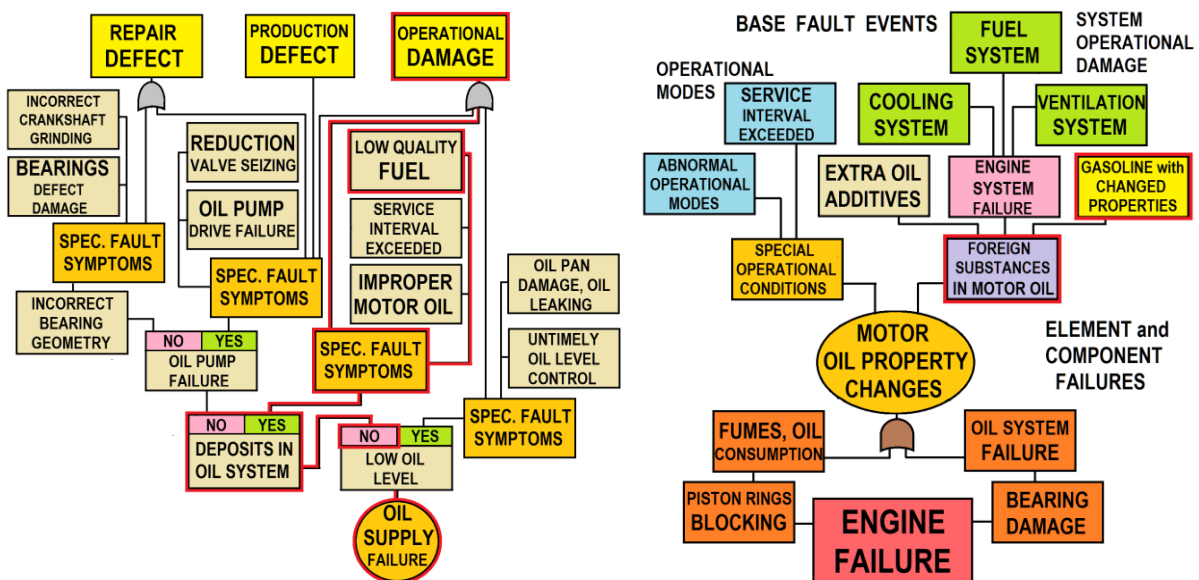 REPAIR
DEFECT
PRODUCTION
DEFECT
OPERATIONAL
DAMAGE
INCORRECT
CRANKSHAFT
GRINDING
BEARINGS
DEFECT
DAMAGE
REDUCTION
VALVE SEIZING
OIL PUMP
DRIVE FAILURE
LOW QUALITY
FUEL
SERVICE
INTERVAL
EXCEEDED
IMPROPER
MOTOR OIL
SPEC. FAULT
SYMPTOMS
SPEC. FAULT
SYMPTOMS
OIL PAN
DAMAGE, OIL
LEAKING
INCORRECT
BEARING
GEOMETRY
NO YES
OIL PUMP
FAILURE
SPEC. FAULT
SYMPTOMS
UNTIMELY
OIL LEVEL
CONTROL
NO YES
DEPOSITS IN
OIL SYSTEM
NO YES
LOW OIL
LEVEL
SPEC. FAULT
SYMPTOMS
OIL
SUPPLY
FAILURE
BASE FAULT EVENTS
FUEL
SYSTEM
SYSTEM
OPERATIONAL
DAMAGE
OPERATIONAL
MODES
SERVICE
INTERVAL
EXCEEDED
COOLING
SYSTEM
VENTILATION
SYSTEM
ABNORMAL
OPERATIONAL
MODES
EXTRA OIL
ADDITIVES
ENGINE
SYSTEM
FAILURE
GASOLINE with
CHANGED
PROPERTIES
SPECIAL
OPERATIONAL
CONDITIONS
FOREIGN
SUBSTANCES
IN MOTOR OIL
MOTOR
OIL PROPERTY
CHANGES
ELEMENT and
COMPONENT
FAILURES
FUMES, OIL
CONSUMPTION
OIL SYSTEM
FAILURE
PISTON RINGS
BLOCKING
BEARING
DAMAGE
ENGINE
FAILURE